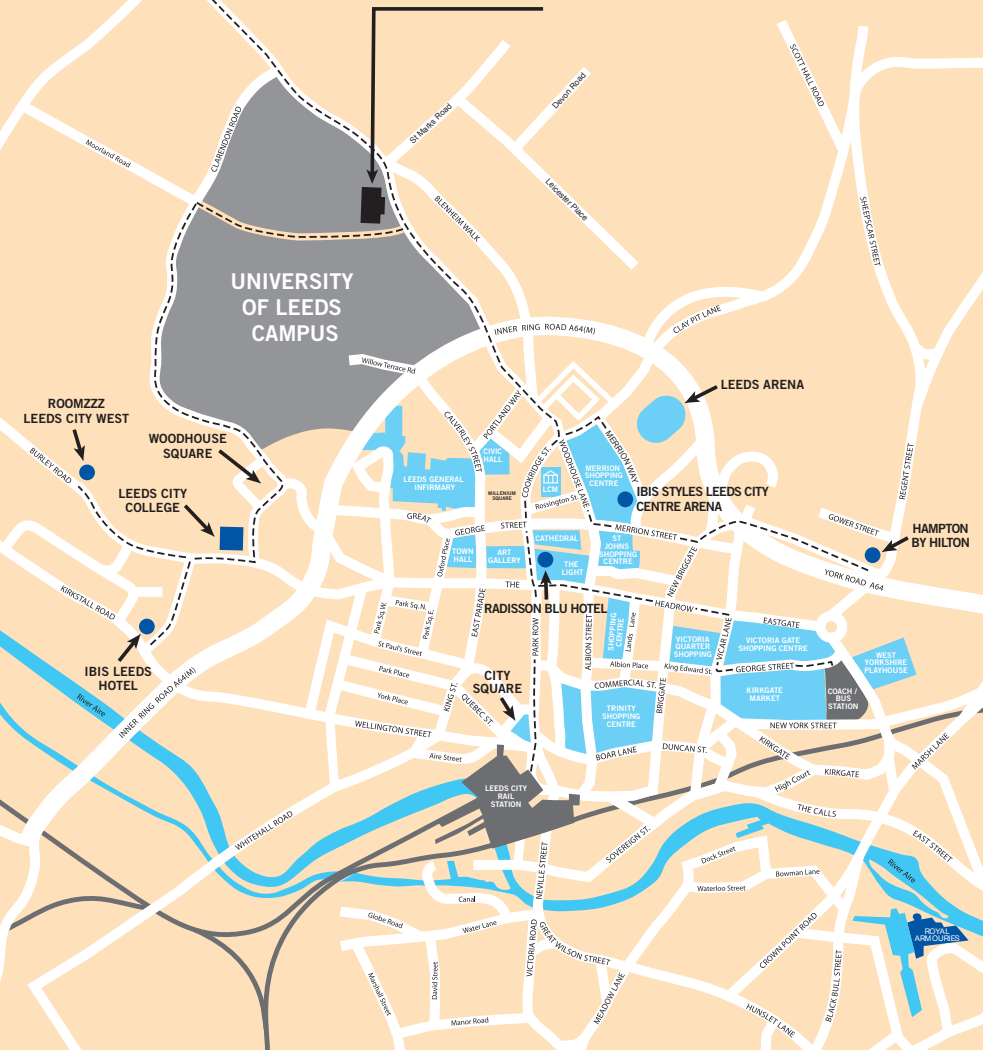 SCOTT HALL ROAD
Devon Road
St Marks Road
CLARENDON ROAD
Moorland Road
Leicester Place
BLENHEIM WALK
SHEEPSCAR STREET
UNIVERSITY
OF LEEDS
CAMPUS
CLAY PIT LANE
INNER RING ROAD A64(M)
Willow Terrace Rd
LEEDS ARENA
ROOMZZZ
LEEDS CITY WEST
PORTLAND WAY
CALVERLEY STREET
WOODHOUSE
SQUARE
BURLEY ROAD
MERRION WAY
WOODHOUSE LANE
COOKRIDGE ST.
CIVIC
HALL
REGENT STREET
LEEDS GENERAL
INFIRMARY
MERRION
SHOPPING
CENTRE
LCM
MILLENIUM
SQUARE
LEEDS CITY
COLLEGE
IBIS STYLES LEEDS CITY
CENTRE ARENA
Rossington St.
GREAT
GEORGE
STREET
MERRION STREET
GOWER STREET
HAMPTON
BY HILTON
CATHEDRAL
ST
JOHNS
SHOPPING
CENTRE
Oxford Place
TOWN
HALL
ART
GALLERY
THE
LIGHT
NEW BRIGGATE
YORK ROAD A64
THE
HEADROW
KIRKSTALL ROAD
RADISSON BLU HOTEL
Park Sq.W.
Park Sq.N.
Park Sq.E.
EAST PARADE
PARK ROW
ALBION STREET
SHOPPING
CENTRE
Lands Lane
EASTGATE
VICAR LANE
VICTORIA
QUARTER
SHOPPING
VICTORIA GATE
SHOPPING CENTRE
St Paul's Street
Albion Place
King Edward St.
GEORGE STREET
WEST
YORKSHIRE
PLAYHOUSE
IBIS LEEDS
HOTEL
Park Place
CITY
SQUARE
COMMERCIAL ST.
BRIGGATE
KIRKGATE
MARKET
COACH /
BUS
STATION
York Place
KING ST.
QUEBEC ST.
TRINITY
SHOPPING
CENTRE
River Aire
INNER RING ROAD A64(M)
WELLINGTON STREET
NEW YORK STREET
Aire Street
BOAR LANE
DUNCAN ST.
KIRKGATE
MARSH LANE
High Court
KIRKGATE
LEEDS CITY
RAIL
STATION
THE CALLS
WHITEHALL ROAD
SOVEREIGN ST.
EAST STREET
Dock Street
NEVILLE STREET
Bowman Lane
River Aire
Waterloo Street
Canal
Globe Road
Water Lane
VICTORIA ROAD
GREAT WILSON STREET
CROWN POINT ROAD
ROYAL
ARMOURIES
Marshall Street
David Street
MEADOW LANE
BLACK BULL STREET
Manor Road
HUNSLET LANE